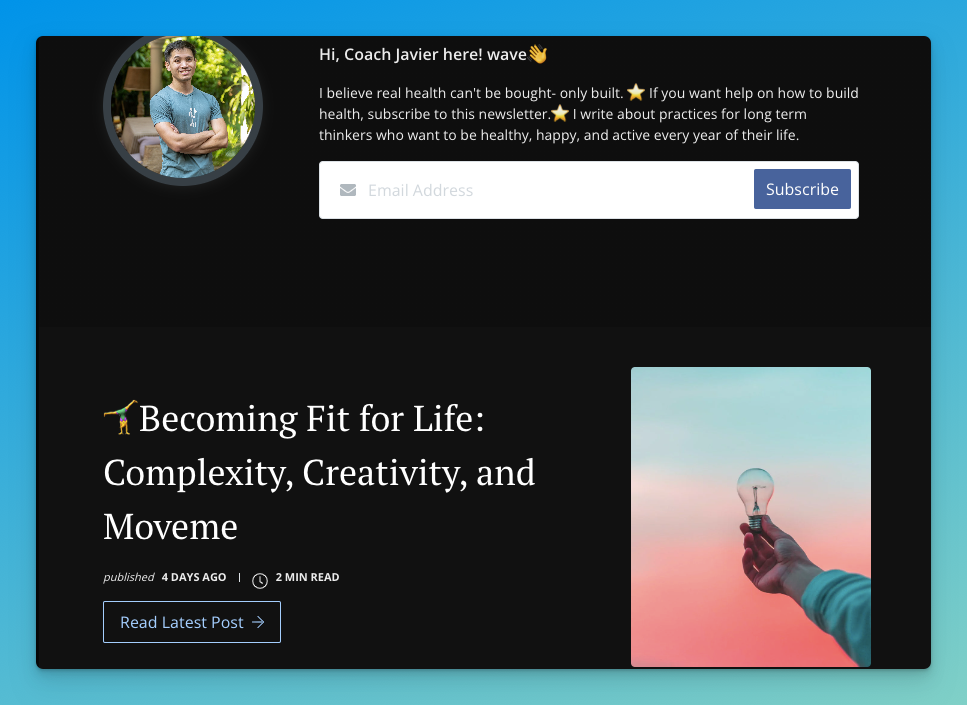 Hi, Coach Javier here! wave👋
I believe real health can't be bought- only built. ⭐ If you want help on how to build
health, subscribe to this newsletter.⭐ I write about practices for long term
thinkers who want to be healthy, happy, and active every year of their life.
Email Address
Subscribe
🤸Becoming Fit for Life:
Complexity, Creativity, and
Moveme
published 4 DAYS AGO | 2 MIN READ
Read Latest Post →